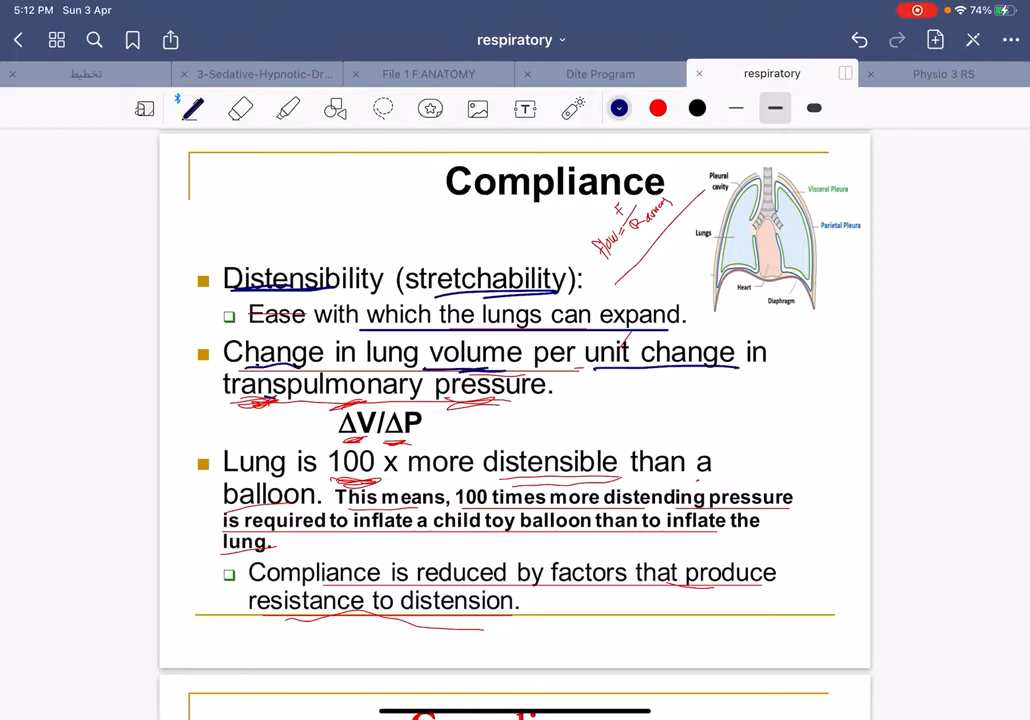 5:12 PM Sun 3 Apr
74%
respiratory
تخطيط
3-Sedative-Hypnotic-Dr...
File 1 F.ANATOMY
Dite Program
respiratory
Physio 3 RS
Compliance
Pleural cavity
Visceral Pleura
Parietal Pleura
Lungs
Heart
Diaphragm
flow = F
R airway
Distensibility (stretchability):
Ease with which the lungs can expand.
Change in lung volume per unit change in
transpulmonary pressure.
ΔV/ΔP
Lung is 100 x more distensible than a
balloon. This means, 100 times more distending pressure
is required to inflate a child toy balloon than to inflate the
lung.
Compliance is reduced by factors that produce
resistance to distension.